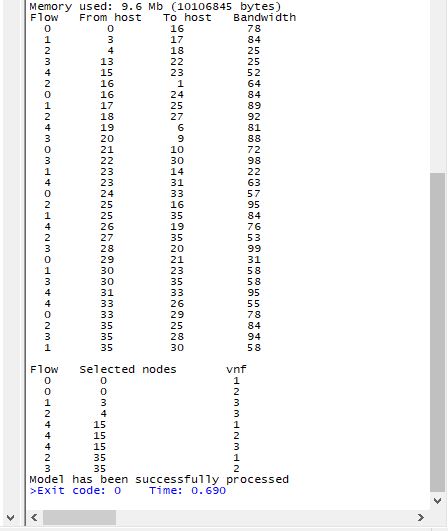 Memory used: 9.6 Mb (10106845 bytes)
Flow From host To host Bandwidth
0 0 16 78
1 3 17 84
2 4 18 25
3 13 22 25
4 15 23 52
2 16 1 64
0 16 24 84
1 17 25 89
2 18 27 92
4 19 6 81
3 20 9 88
0 21 10 72
3 22 30 98
1 23 14 22
4 23 31 63
0 24 33 57
2 25 16 95
1 25 35 84
4 26 19 76
2 27 35 53
3 28 20 99
0 29 21 31
1 30 23 58
3 30 35 58
4 31 33 95
4 33 26 55
0 33 29 78
2 35 25 84
3 35 28 94
1 35 30 58
Flow Selected nodes vnf
0 0 1
0 0 2
1 3 3
2 4 3
4 15 1
4 15 2
4 15 3
2 35 1
3 35 2
Model has been successfully processed
>Exit code: 0 Time: 0.690